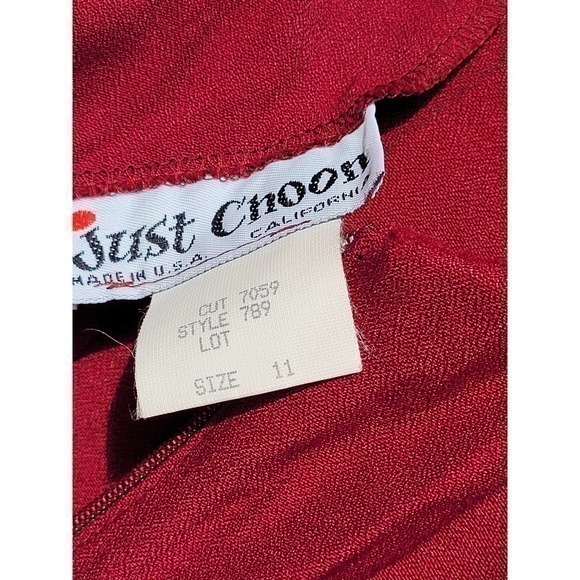 Just Choon
CALIFORNIA
MADE IN U.S.A.
CUT 7059
STYLE 789
LOT
SIZE 11